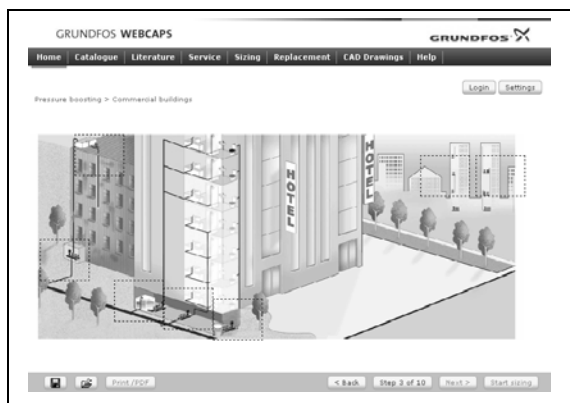 GRUNDFOS WEBCAPS
GRUNDFOS
Home Catalogue Literature Service Sizing Replacement CAD Drawings Help
Login Settings
Pressure boosting > Commercial buildings
HOTEL
HOTEL
Print/PDF < Back Step 3 of 10 Next > Start sizing